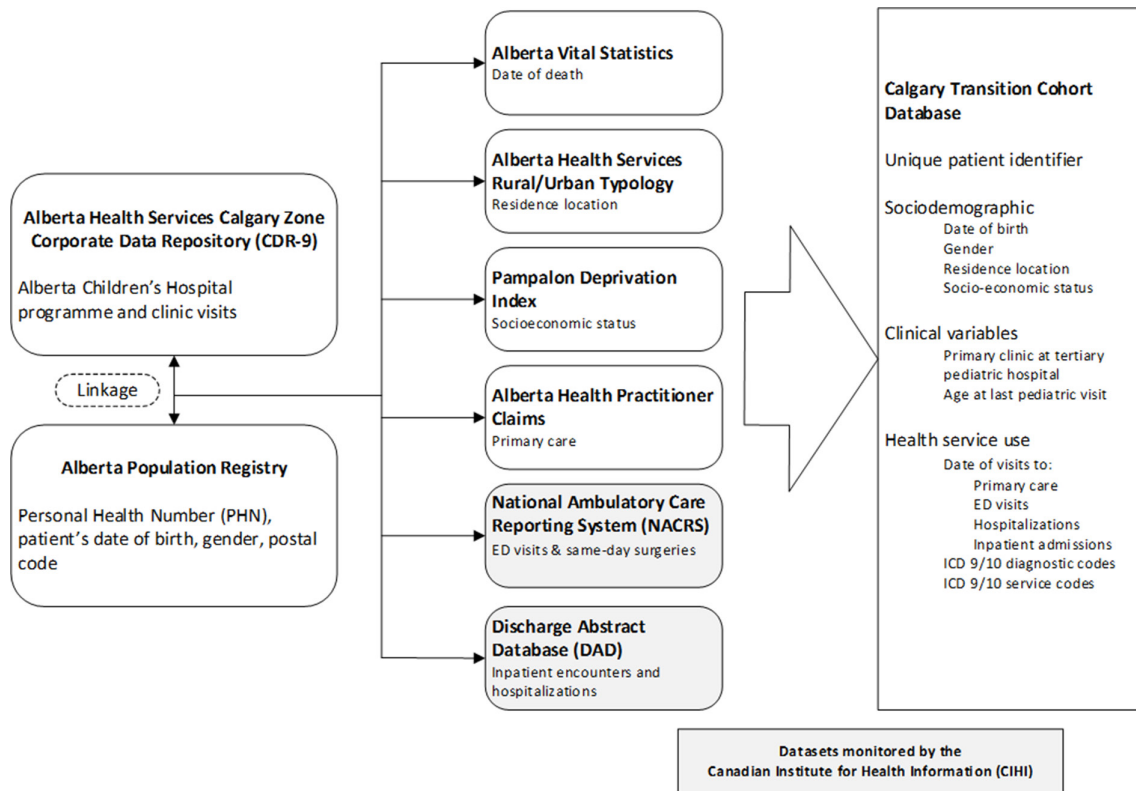 Alberta Health Services Calgary Zone
Corporate Data Repository (CDR-9)
Alberta Children's Hospital
programme and clinic visits
Linkage
Alberta Population Registry
Personal Health Number (PHN),
patient's date of birth, gender, postal
code
Alberta Vital Statistics
Date of death
Alberta Health Services
Rural/Urban Typology
Residence location
Pampalon Deprivation
Index
Socioeconomic status
Alberta Health Practitioner
Claims
Primary care
National Ambulatory Care
Reporting System (NACRS)
ED visits & same-day surgeries
Discharge Abstract
Database (DAD)
Inpatient encounters and
hospitalizations
Calgary Transition Cohort
Database
Unique patient identifier
Sociodemographic
Date of birth
Gender
Residence location
Socio-economic status
Clinical variables
Primary clinic at tertiary
pediatric hospital
Age at last pediatric visit
Health service use
Date of visits to:
Primary care
ED visits
Hospitalizations
Inpatient admissions
ICD 9/10 diagnostic codes
ICD 9/10 service codes
Datasets monitored by the
Canadian Institute for Health Information (CIHI)